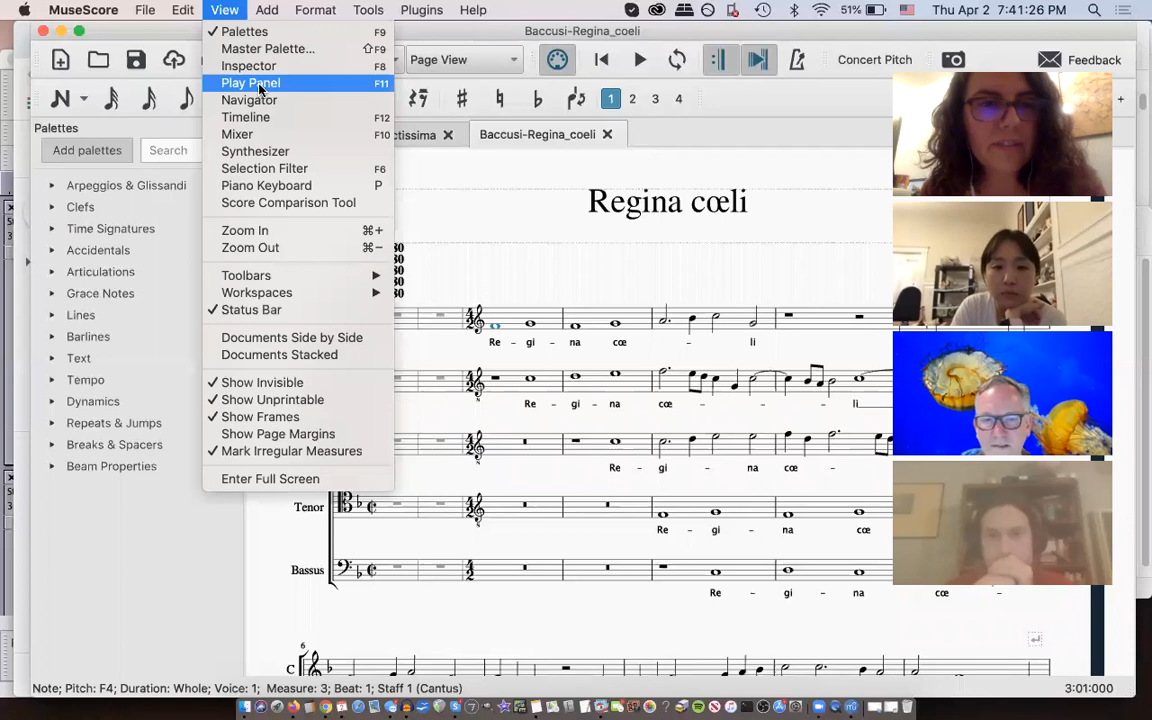 MuseScore File Edit View Add Format Tools Plugins Help 51% Thu Apr 2 7:41:26 PM
Baccusi-Regina_coeli
Page View Concert Pitch Feedback
1 2 3 4 +
✓ Palettes F9
Master Palette... ⇧F9
Inspector F8
Play Panel F11
Navigator
Timeline F12
Mixer F10
Synthesizer
Selection Filter F6
Piano Keyboard P
Score Comparison Tool
Zoom In ⌘+
Zoom Out ⌘−
Toolbars
Workspaces
✓ Status Bar
Documents Side by Side
Documents Stacked
✓ Show Invisible
✓ Show Unprintable
✓ Show Frames
Show Page Margins
✓ Mark Irregular Measures
Enter Full Screen
Palettes
Add palettes Search
Arpeggios & Glissandi
Clefs
Time Signatures
Accidentals
Articulations
Grace Notes
Lines
Barlines
Text
Tempo
Dynamics
Repeats & Jumps
Breaks & Spacers
Beam Properties
ctissima Baccusi-Regina_coeli
Regina cœli
Re - gi - na cœ - li
Re - gi - na cœ - li
Re - gi - na cœ -
Tenor
Re - gi - na cœ
Bassus
Re - gi - na cœ -
6
C
Note; Pitch: F4; Duration: Whole; Voice: 1; Measure: 3; Beat: 1; Staff 1 (Cantus) 3:01:000